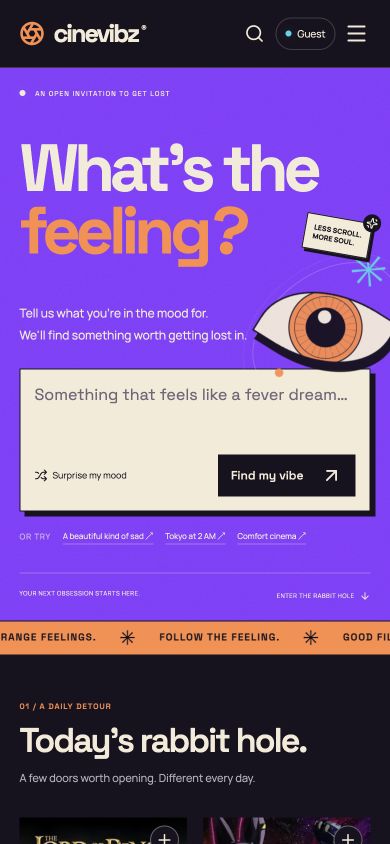 cinevibz®
Guest
AN OPEN INVITATION TO GET LOST
What's the
feeling?
LESS SCROLL.
MORE SOUL.
Tell us what you're in the mood for.
We'll find something worth getting lost in.
Something that feels like a fever dream...
Surprise my mood
Find my vibe
OR TRY
A beautiful kind of sad
Tokyo at 2 AM
Comfort cinema
YOUR NEXT OBSESSION STARTS HERE
ENTER THE RABBIT HOLE
RANGE FEELINGS.
FOLLOW THE FEELING.
GOOD FIL
01 / A DAILY DETOUR
Today's rabbit hole.
A few doors worth opening. Different every day.